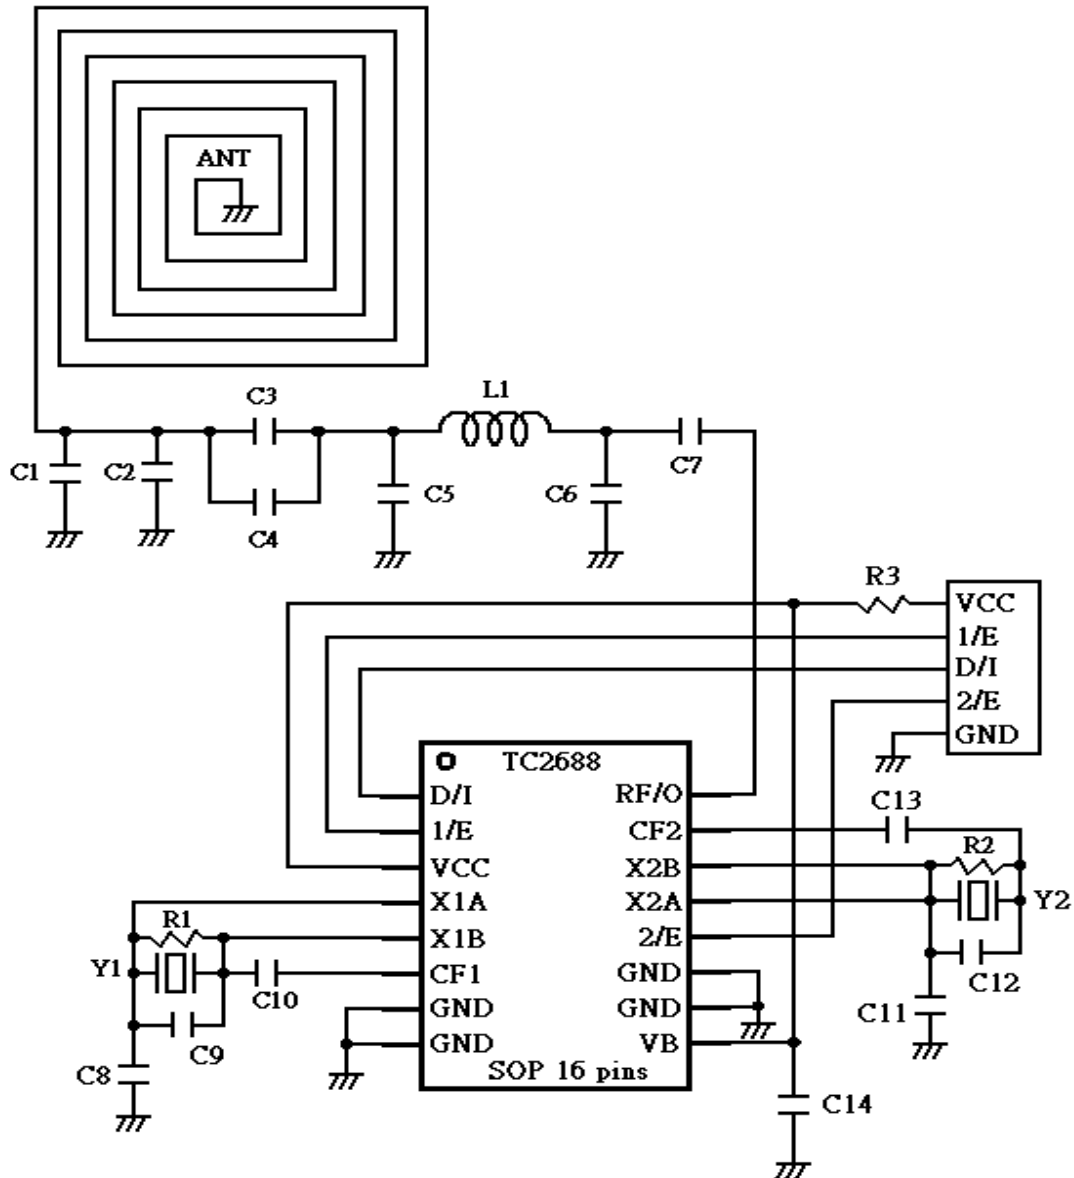 ANT
C3
L1
C1
C2
C4
C5
C6
C7
R3
VCC
1/E
D/I
2/E
GND
TC2688
D/I
1/E
VCC
X1A
X1B
CF1
GND
GND
RF/O
CF2
X2B
X2A
2/E
GND
GND
VB
SOP 16 pins
C13
R2
Y2
C12
C11
R1
Y1
C10
C9
C8
C14